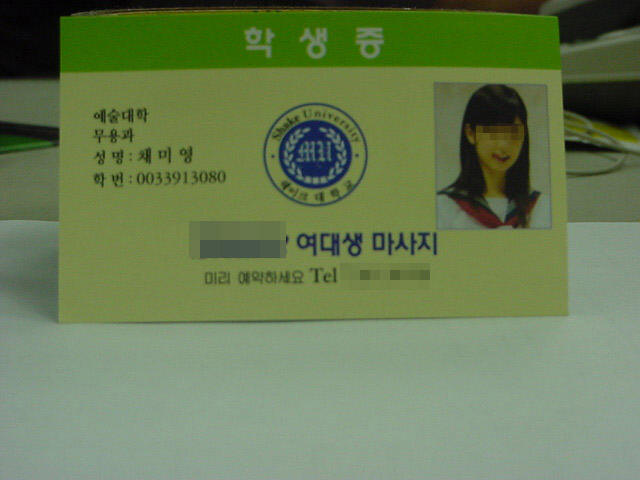 학생증
예술대학
무용과
성명 : 채미영
학번 : 0033913080
Shake University
MU
쉐이크대학교
여대생 마사지
미리 예약하세요 Tel